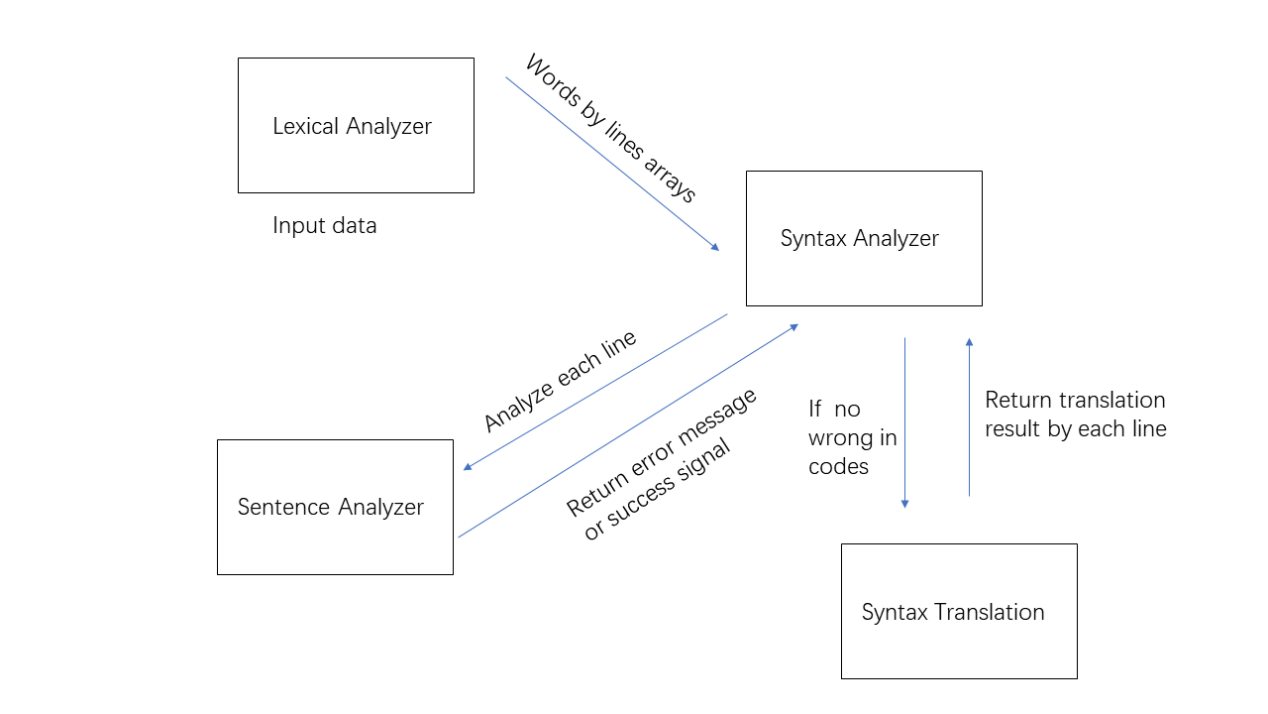 Lexical Analyzer
Input data
Words by lines arrays
Syntax Analyzer
Analyze each line
Return error message
or success signal
If no
wrong in
codes
Return translation
result by each line
Sentence Analyzer
Syntax Translation